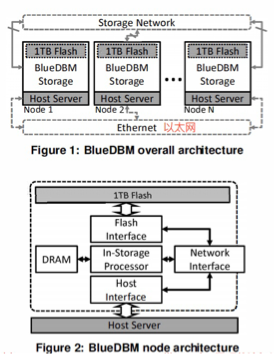 Storage Network
1TB Flash
1TB Flash
1TB Flash
BlueDBM
Storage
BlueDBM
Storage
BlueDBM
Storage
Host Server
Host Server
Host Server
Node 1
Node 2
Node N
Ethernet 以太网
Figure 1: BlueDBM overall architecture
1TB Flash
Flash
Interface
DRAM
In-Storage
Processor
Network
Interface
Host
Interface
Host Server
Figure 2: BlueDBM node architecture